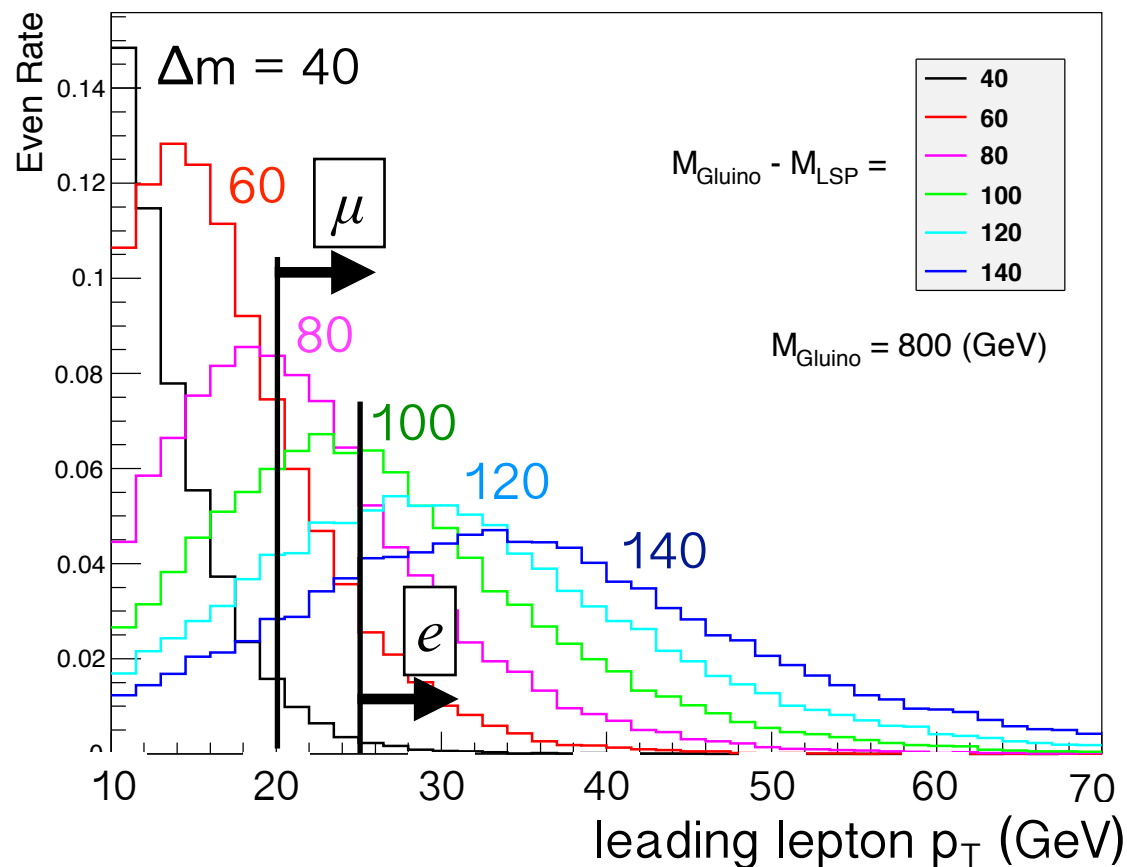 Even Rate
0.14
0.12
0.1
0.08
0.06
0.04
0.02
Δm = 40
60
80
100
120
140
μ
e
M_Gluino - M_LSP =
40
60
80
100
120
140
M_Gluino = 800 (GeV)
10 20 30 40 50 60 70
leading lepton p_T (GeV)